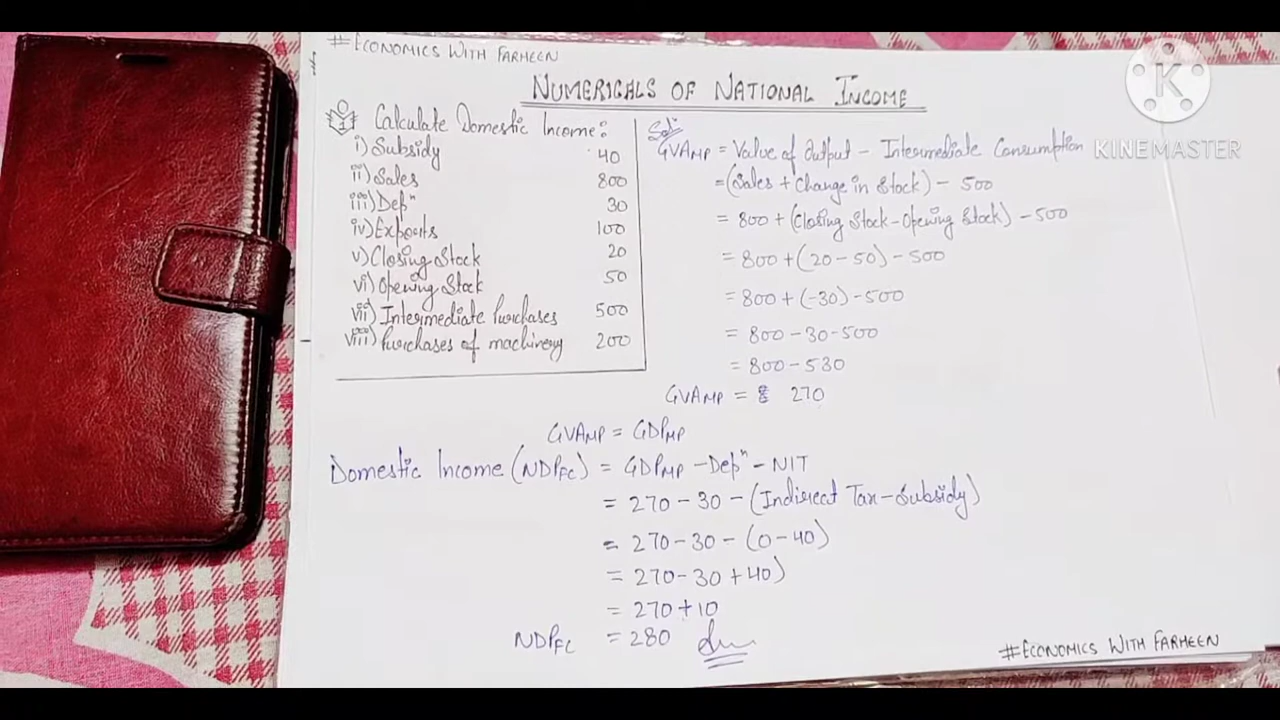 #ECONOMICS WITH FARHEEN
NUMERICALS OF NATIONAL INCOME
KINEMASTER
1 Calculate Domestic Income:
i) Subsidy 40
ii) Sales 800
iii) Depⁿ 30
iv) Exports 100
v) Closing Stock 20
vi) Opening Stock 50
vii) Intermediate Purchases 500
viii) Purchases of machinery 200
Solⁿ
GVAMP = Value of Output - Intermediate Consumption
= (Sales + Change in Stock) - 500
= 800 + (Closing Stock - Opening Stock) - 500
= 800 + (20 - 50) - 500
= 800 + (-30) - 500
= 800 - 30 - 500
= 800 - 530
GVAMP = 270
GVAMP = GDPMP
Domestic Income (NDPFC) = GDPMP - Depⁿ - NIT
= 270 - 30 - (Indirect Tax - Subsidy)
= 270 - 30 - (0 - 40)
= 270 - 30 + 40)
= 270 + 10
NDPFC = 280
#ECONOMICS WITH FARHEEN